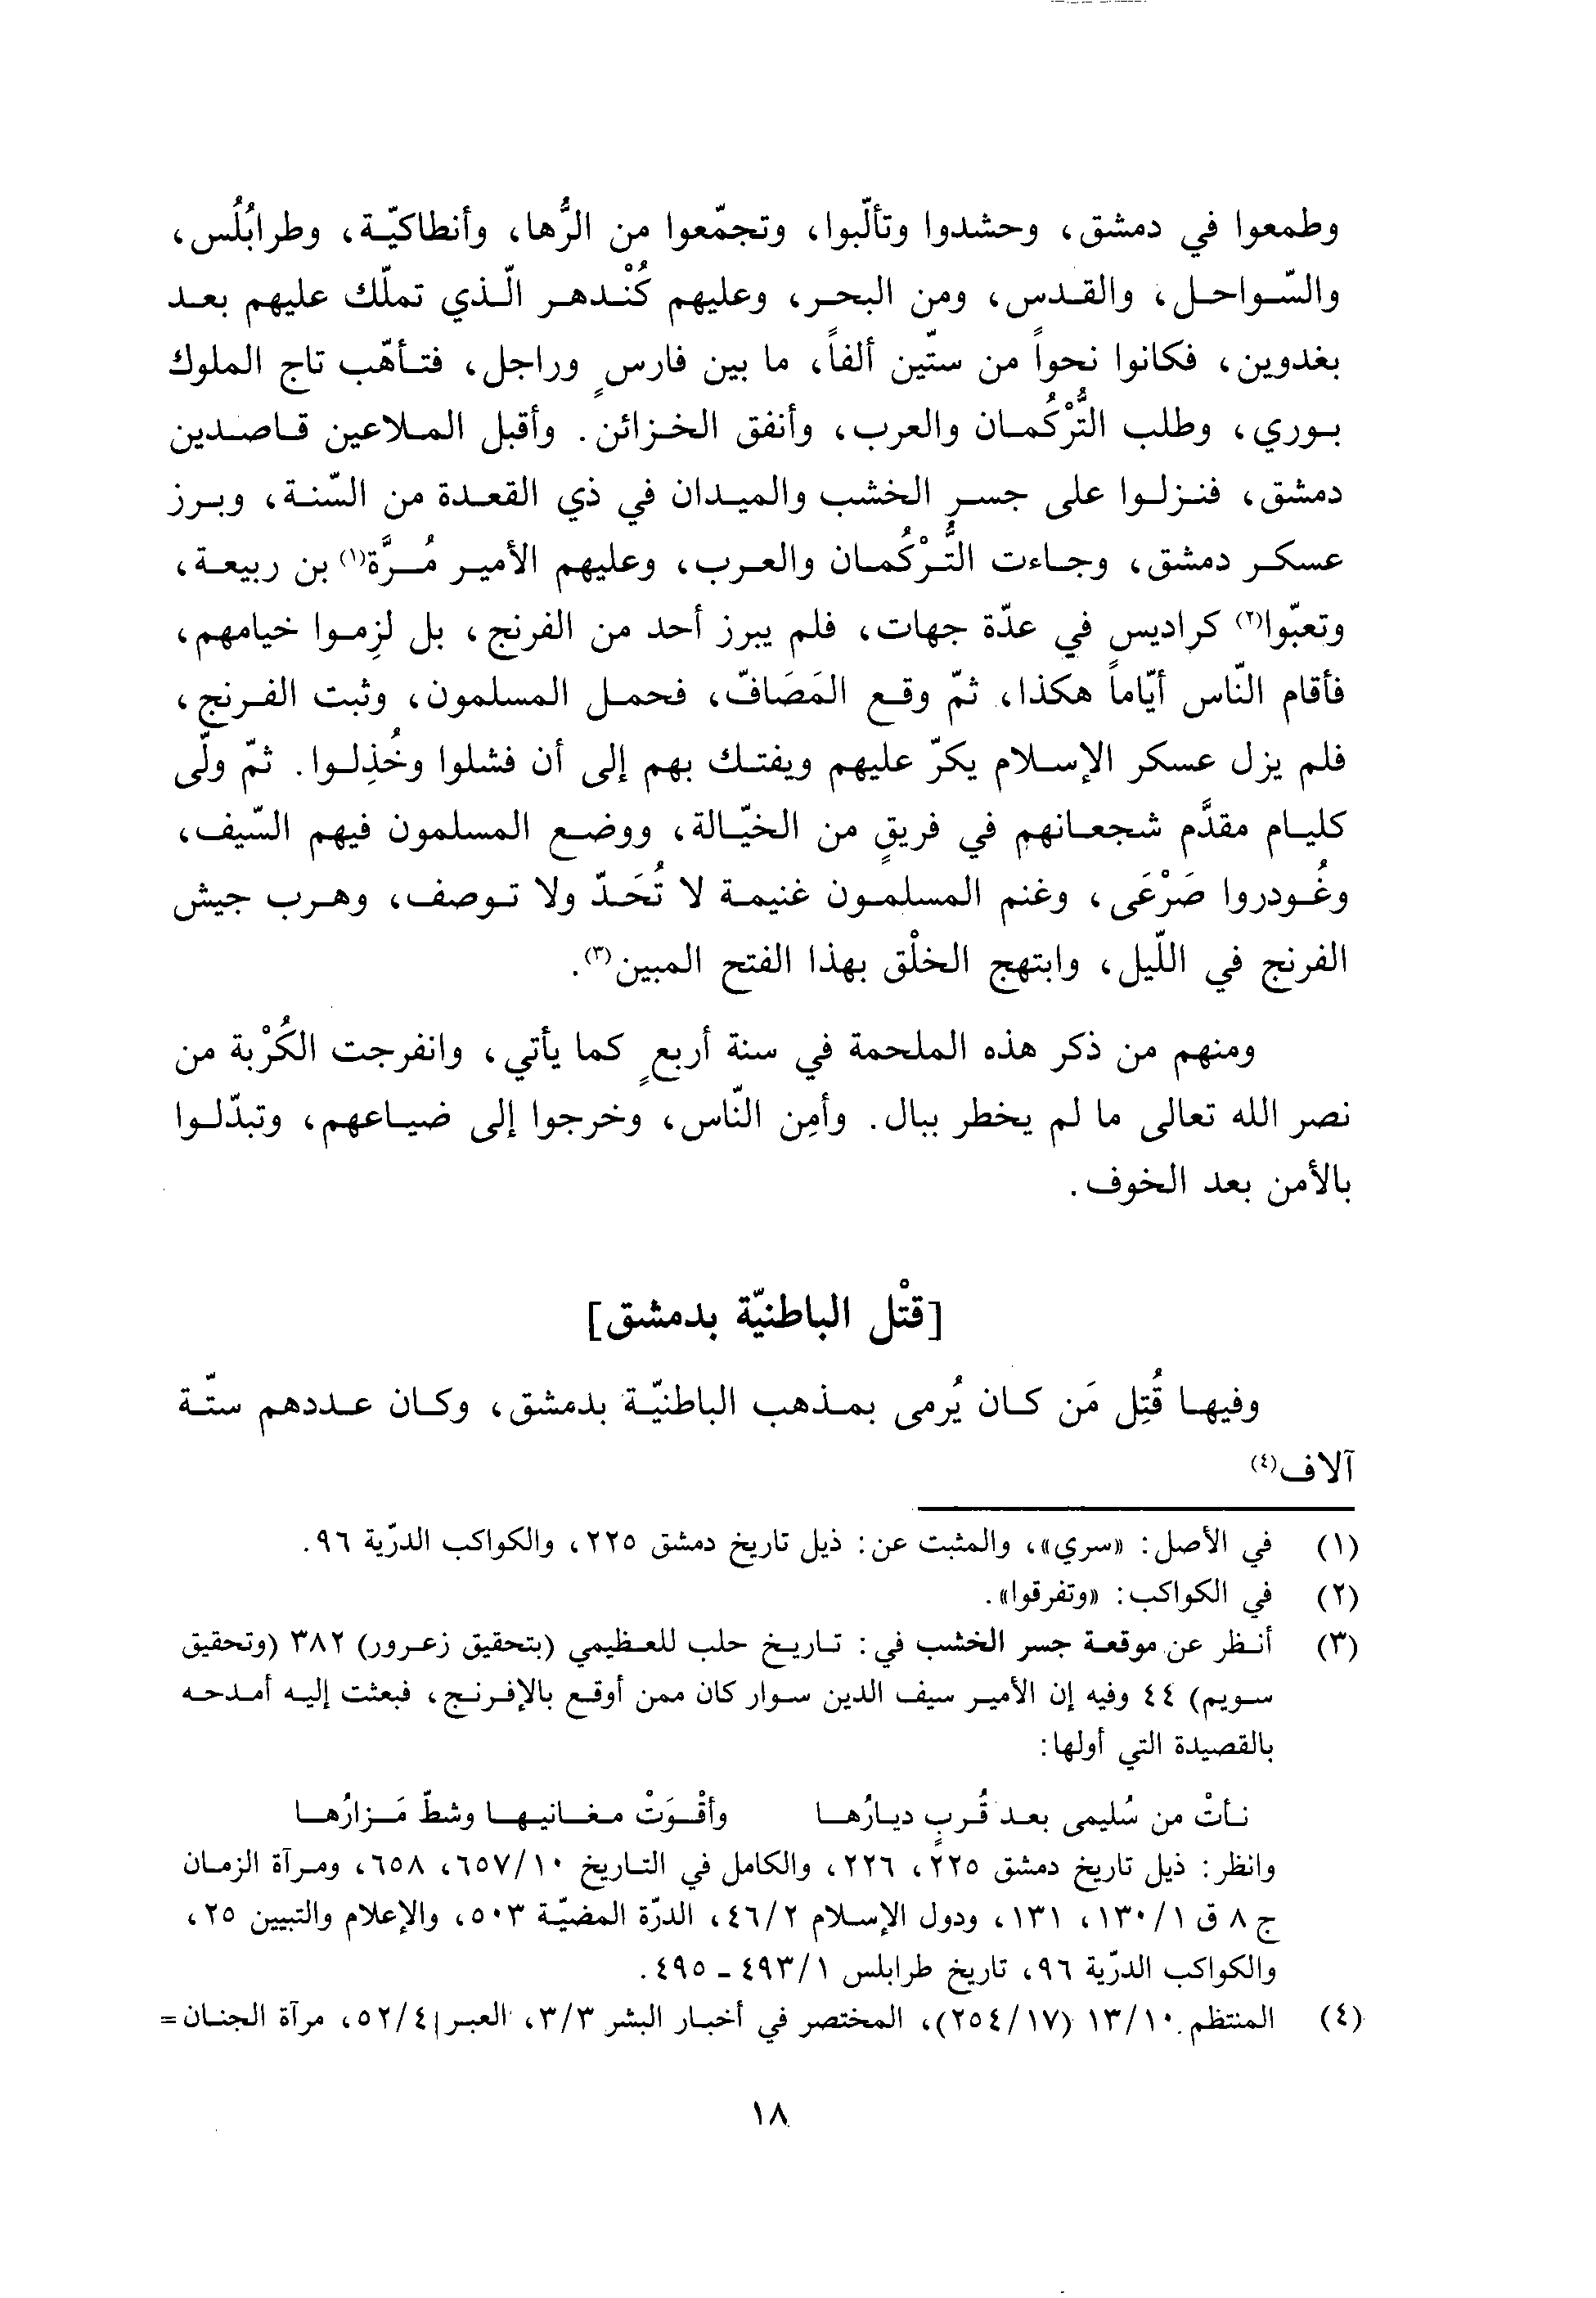 وطمعوا في دمشق، وحشدوا وتألّبوا، وتجمّعوا من الرُّها، وأنطاكيّة، وطرابُلُس،
والسّواحل، والقدس، ومن البحر، وعليهم كُنْدهر الّذي تملّك عليهم بعد
بغدوين، فكانوا نحواً من ستّين ألفاً، ما بين فارسٍ وراجل، فتأهّب تاج الملوك
بوري، وطلب التُّرْكُمان والعرب، وأنفق الخزائن. وأقبل الملاعين قاصدين
دمشق، فنزلوا على جسر الخشب والميدان في ذي القعدة من السّنة، وبرز
عسكر دمشق، وجاءت التُّرْكُمان والعرب، وعليهم الأمير مُرَّة(١) بن ربيعة،
وتعبّوا(٢) كراديس في عدّة جهات، فلم يبرز أحد من الفرنج، بل لزِموا خيامهم،
فأقام النّاس أيّاماً هكذا، ثمّ وقع المَصَافّ، فحمل المسلمون، وثبت الفرنج،
فلم يزل عسكر الإسلام يكرّ عليهم ويفتك بهم إلى أن فشلوا وخُذِلوا. ثمّ ولّى
كليام مقدَّم شجعانهم في فريقٍ من الخيّالة، ووضع المسلمون فيهم السّيف،
وغُودروا صَرْعَى، وغنم المسلمون غنيمة لا تُحَدّ ولا توصف، وهرب جيش
الفرنج في اللّيل، وابتهج الخلْق بهذا الفتح المبين(٣).
ومنهم من ذكر هذه الملحمة في سنة أربعٍ كما يأتي، وانفرجت الكُرْبة من
نصر الله تعالى ما لم يخطر ببال. وأمِن النّاس، وخرجوا إلى ضياعهم، وتبدّلوا
بالأمن بعد الخوف.
[قتْل الباطنيّة بدمشق]
وفيها قُتِل مَن كان يُرمى بمذهب الباطنيّة بدمشق، وكان عددهم ستّة
آلاف(٤)
(١) في الأصل: «سري»، والمثبت عن: ذيل تاريخ دمشق ٢٢٥، والكواكب الدرّية ٩٦.
(٢) في الكواكب: «وتفرقوا».
(٣) أنظر عن موقعة جسر الخشب في: تاريخ حلب للعظيمي (بتحقيق زعرور) ٣٨٢ (وتحقيق
سويم) ٤٤ وفيه إن الأمير سيف الدين سوار كان ممن أوقع بالإفرنج، فبعثت إليه أمدحه
بالقصيدة التي أولها:
نأتْ من سُليمى بعد قُربٍ ديارُها وأقْوَتْ مغانيها وشطّ مَزارُها
وانظر: ذيل تاريخ دمشق ٢٢٥، ٢٢٦، والكامل في التاريخ ٦٥٧/١٠، ٦٥٨، ومرآة الزمان
ج ٨ ق ١٣٠/١، ١٣١، ودول الإسلام ٤٦/٢، الدرّة المضيّة ٥٠٣، والإعلام والتبيين ٢٥،
والكواكب الدرّية ٩٦، تاريخ طرابلس ٤٩٣/١ ـ ٤٩٥.
(٤) المنتظم ١٣/١٠ (٢٥٤/١٧)، المختصر في أخبار البشر ٣/٣، العبر ٥٢/٤، مرآة الجنان =
١٨